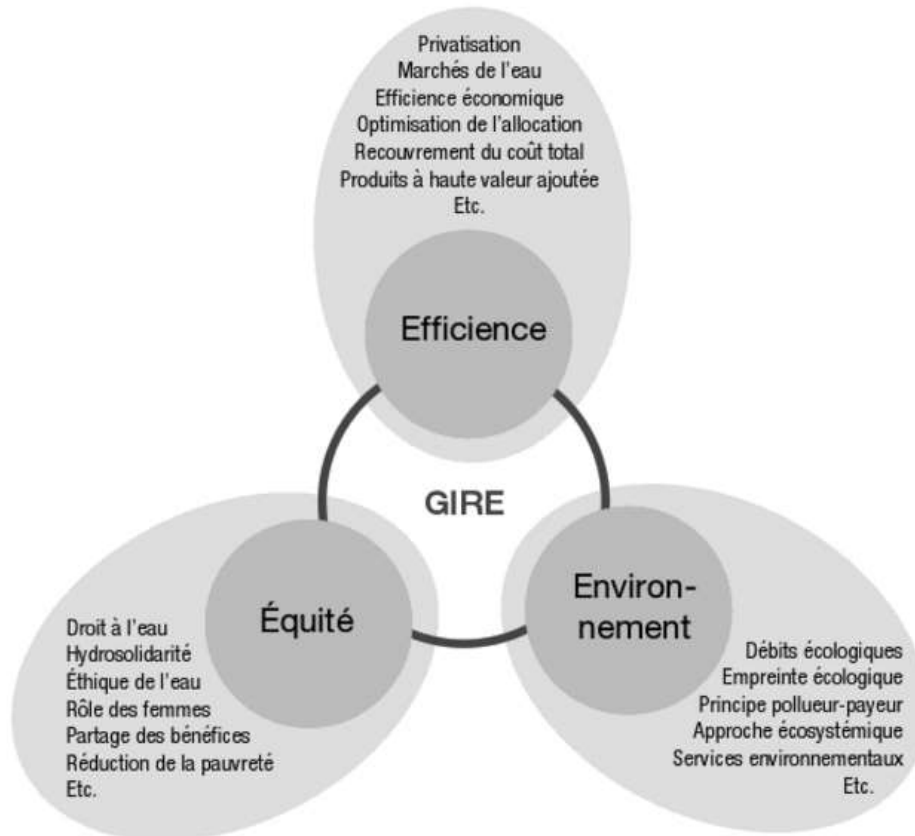 Privatisation
Marchés de l'eau
Efficience économique
Optimisation de l'allocation
Recouvrement du coût total
Produits à haute valeur ajoutée
Etc.
Efficience
GIRE
Équité
Environ-
nement
Droit à l'eau
Hydrosolidarité
Éthique de l'eau
Rôle des femmes
Partage des bénéfices
Réduction de la pauvreté
Etc.
Débits écologiques
Empreinte écologique
Principe pollueur-payeur
Approche écosystémique
Services environnementaux
Etc.